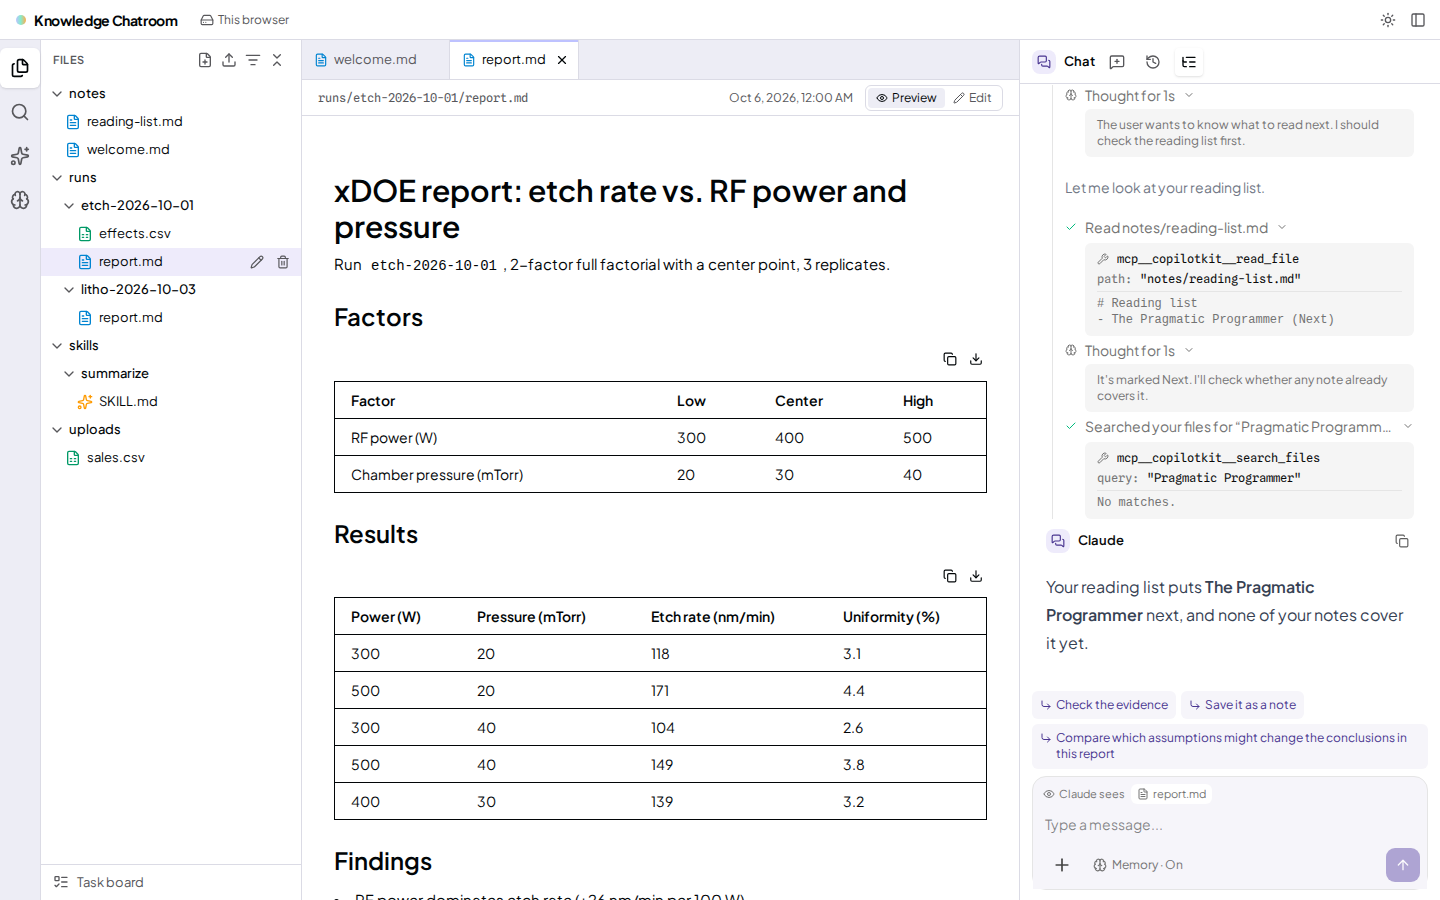 Knowledge Chatroom
This browser
FILES
notes
reading-list.md
welcome.md
runs
etch-2026-10-01
effects.csv
report.md
litho-2026-10-03
report.md
skills
summarize
SKILL.md
uploads
sales.csv
Task board
welcome.md
report.md
runs/etch-2026-10-01/report.md
Oct 6, 2026, 12:00 AM
Preview
Edit
xDOE report: etch rate vs. RF power and
pressure
Run etch-2026-10-01 , 2-factor full factorial with a center point, 3 replicates.
Factors
Factor Low Center High
RF power (W) 300 400 500
Chamber pressure (mTorr) 20 30 40
Results
Power (W) Pressure (mTorr) Etch rate (nm/min) Uniformity (%)
300 20 118 3.1
500 20 171 4.4
300 40 104 2.6
500 40 149 3.8
400 30 139 3.2
Findings
RF power dominates etch rate (+26 nm/min per 100 W)
Chat
Thought for 1s
The user wants to know what to read next. I should
check the reading list first.
Let me look at your reading list.
Read notes/reading-list.md
mcp__copilotkit__read_file
path: "notes/reading-list.md"
# Reading list
- The Pragmatic Programmer (Next)
Thought for 1s
It's marked Next. I'll check whether any note already
covers it.
Searched your files for “Pragmatic Programm...
mcp__copilotkit__search_files
query: "Pragmatic Programmer"
No matches.
Claude
Your reading list puts The Pragmatic
Programmer next, and none of your notes cover
it yet.
Check the evidence
Save it as a note
Compare which assumptions might change the conclusions in
this report
Claude sees report.md
Type a message...
Memory · On